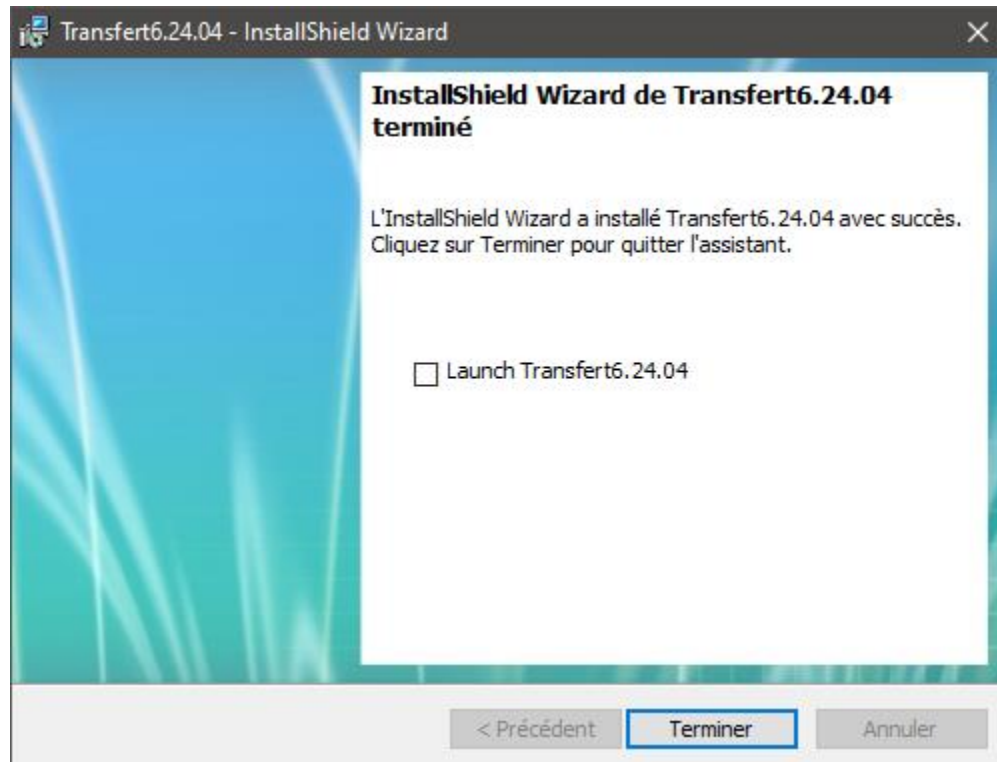 Transfert6.24.04 - InstallShield Wizard
InstallShield Wizard de Transfert6.24.04
terminé
L'InstallShield Wizard a installé Transfert6.24.04 avec succès.
Cliquez sur Terminer pour quitter l'assistant.
Launch Transfert6.24.04
< Précédent Terminer Annuler